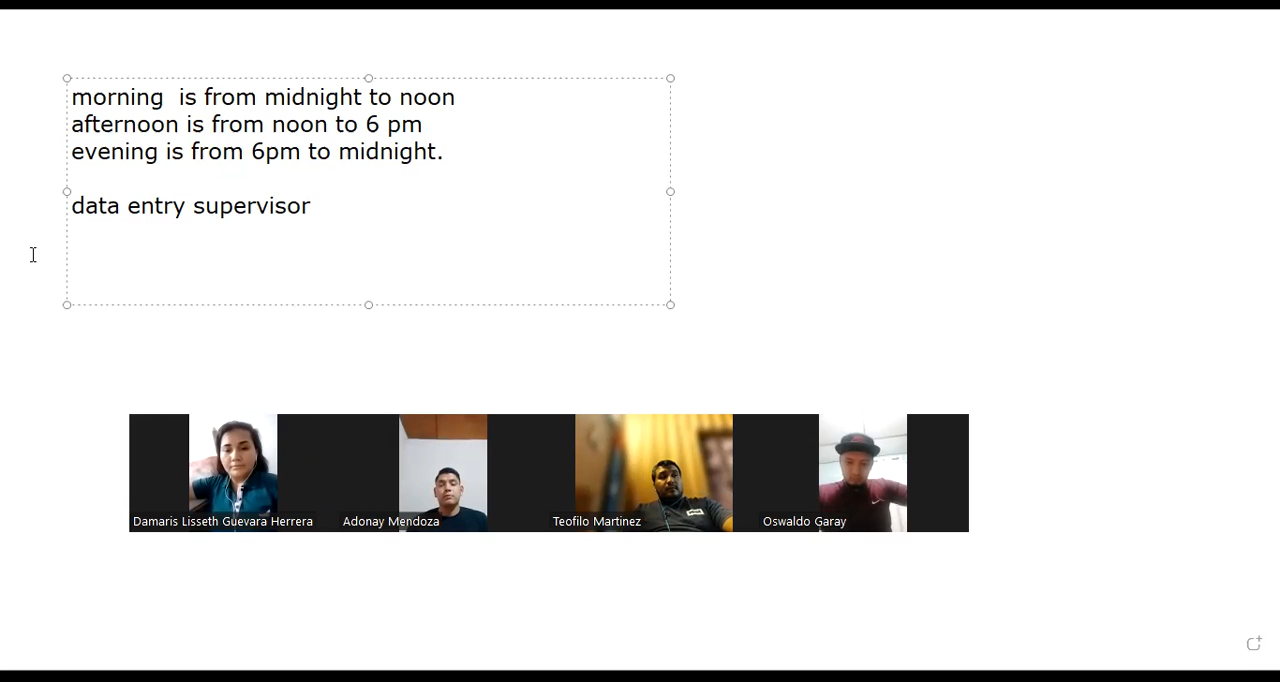 morning  is from midnight to noon
afternoon is from noon to 6 pm
evening is from 6pm to midnight.
data entry supervisor
Damaris Lisseth Guevara Herrera
Adonay Mendoza
Teofilo Martinez
Oswaldo Garay